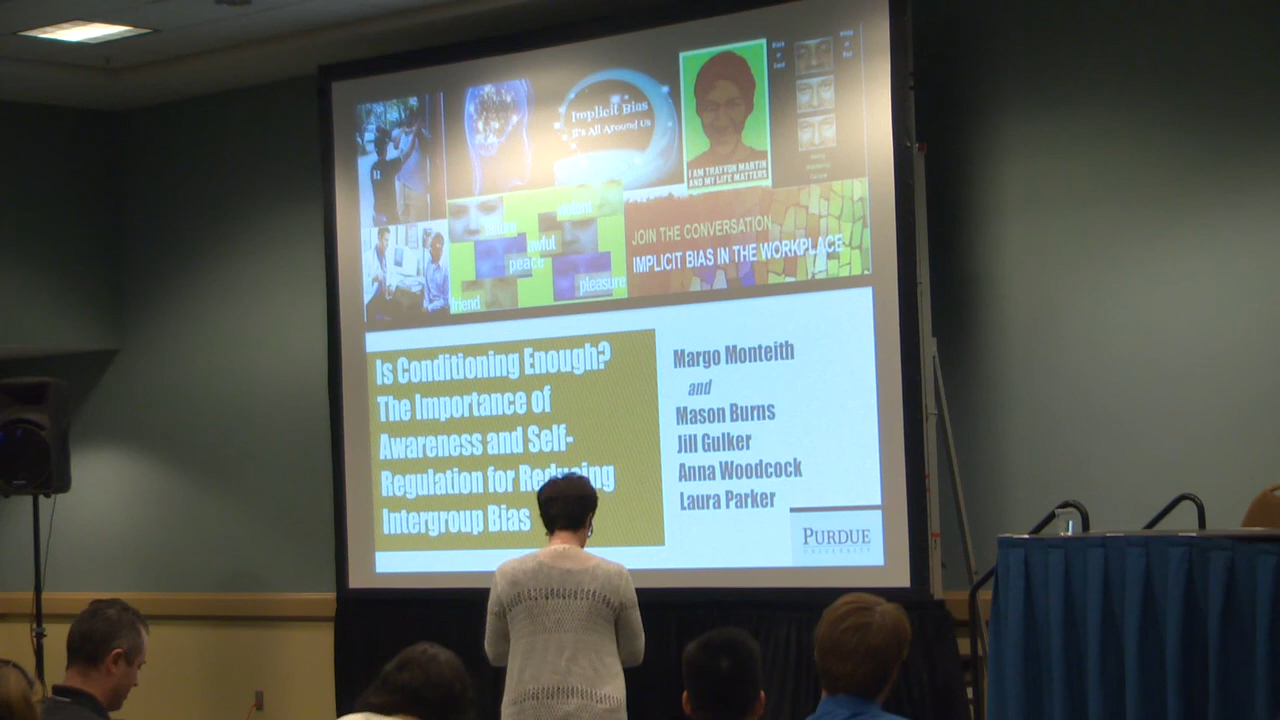 Implicit Bias
It's All Around Us
I AM TRAYVON MARTIN
AND MY LIFE MATTERS
violent
awful
peace
pleasure
friend
JOIN THE CONVERSATION
IMPLICIT BIAS IN THE WORKPLACE
Is Conditioning Enough?
The Importance of
Awareness and Self-
Regulation for Reducing
Intergroup Bias
Margo Monteith
and
Mason Burns
Jill Gulker
Anna Woodcock
Laura Parker
PURDUE
UNIVERSITY